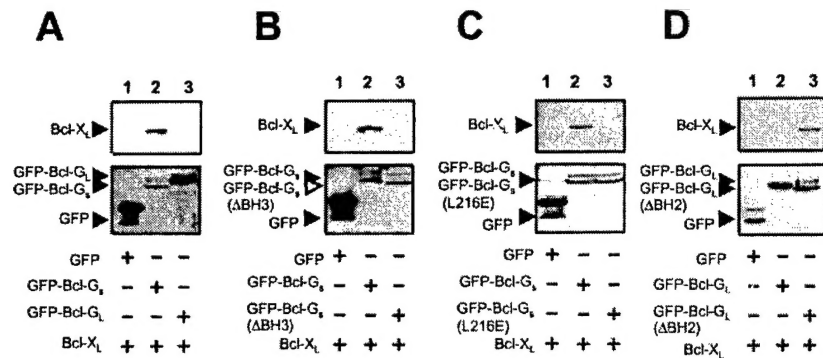 A
1 2 3
Bcl-XL
GFP-Bcl-GL
GFP-Bcl-Gs
GFP
GFP + – –
GFP-Bcl-Gs – + –
GFP-Bcl-GL – – +
Bcl-XL + + +
B
1 2 3
Bcl-XL
GFP-Bcl-Gs
GFP-Bcl-Gs
(ΔBH3)
GFP
GFP + – –
GFP-Bcl-Gs – + –
GFP-Bcl-Gs – – +
(ΔBH3)
Bcl-XL + + +
C
1 2 3
Bcl-XL
GFP-Bcl-Gs
GFP-Bcl-Gs
(L216E)
GFP
GFP + – –
GFP-Bcl-Gs – + –
GFP-Bcl-Gs – – +
(L216E)
Bcl-XL + + +
D
1 2 3
Bcl-XL
GFP-Bcl-GL
GFP-Bcl-GL
(ΔBH2)
GFP
GFP + – –
GFP-Bcl-GL – + –
GFP-Bcl-GL – – +
(ΔBH2)
Bcl-XL + + +